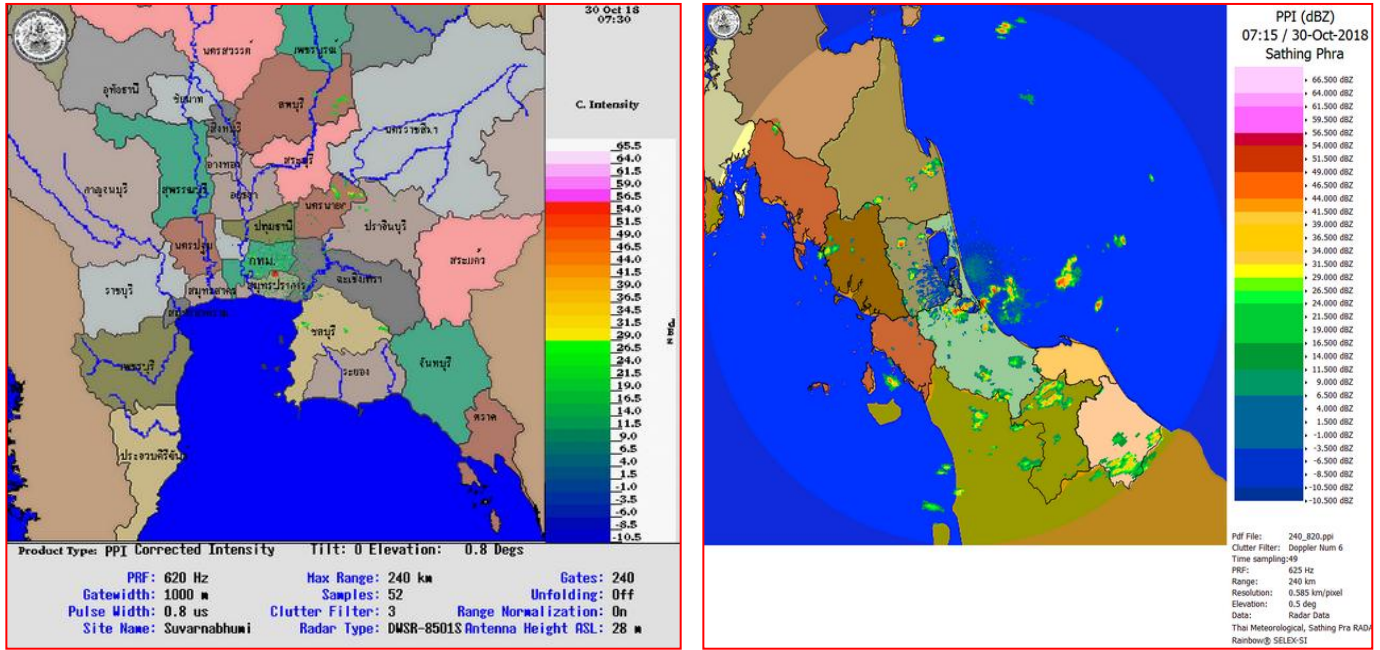 30 Oct 18
07:30
C. Intensity
65.5
64.0
61.5
59.0
56.5
54.0
51.5
49.0
46.5
44.0
41.5
39.0
36.5
34.0
31.5
29.0
26.5
24.0
21.5
19.0
16.5
14.0
11.5
9.0
6.5
4.0
1.5
-1.0
-3.5
-6.0
-8.5
-10.5
นครสวรรค์
เพชรบูรณ์
อุทัยธานี
ชัยนาท
ลพบุรี
สิงห์บุรี
นครราชสีมา
อ่างทอง
สระบุรี
กาญจนบุรี
สุพรรณบุรี
อยุธยา
นครนายก
ปทุมธานี
ปราจีนบุรี
นครปฐม
กทม.
สระแก้ว
ราชบุรี
สมุทรสาคร
สมุทรปราการ
ฉะเชิงเทรา
ชลบุรี
เพชรบุรี
ระยอง
จันทบุรี
ตราด
ประจวบคีรีขันธ์
Product Type: PPI Corrected Intensity Tilt: 0 Elevation: 0.8 Degs
PRF: 620 Hz Max Range: 240 km Gates: 240
Gatewidth: 1000 m Samples: 52 Unfolding: Off
Pulse Width: 0.8 us Clutter Filter: 3 Range Normalization: On
Site Name: Suvarnabhumi Radar Type: DWSR-8501S Antenna Height ASL: 28 m
PPI (dBZ)
07:15 / 30-Oct-2018
Sathing Phra
66.500 dBZ
64.000 dBZ
61.500 dBZ
59.500 dBZ
56.500 dBZ
54.000 dBZ
51.500 dBZ
49.000 dBZ
46.500 dBZ
44.000 dBZ
41.500 dBZ
39.000 dBZ
36.500 dBZ
34.000 dBZ
31.500 dBZ
29.000 dBZ
26.500 dBZ
24.000 dBZ
21.500 dBZ
19.000 dBZ
16.500 dBZ
14.000 dBZ
11.500 dBZ
9.000 dBZ
6.500 dBZ
4.000 dBZ
1.500 dBZ
-1.000 dBZ
-3.500 dBZ
-6.500 dBZ
-8.500 dBZ
-10.500 dBZ
-10.500 dBZ
Pdf File: 240_820.ppi
Clutter Filter: Doppler Num 6
Time sampling:49
PRF: 625 Hz
Range: 240 km
Resolution: 0.585 km/pixel
Elevation: 0.5 deg
Data: Radar Data
Thai Meteorological, Sathing Pra RADA
Rainbow® SELEX-SI